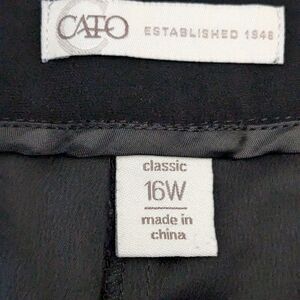 CATO ESTABLISHED 1946
classic
16W
made in
china